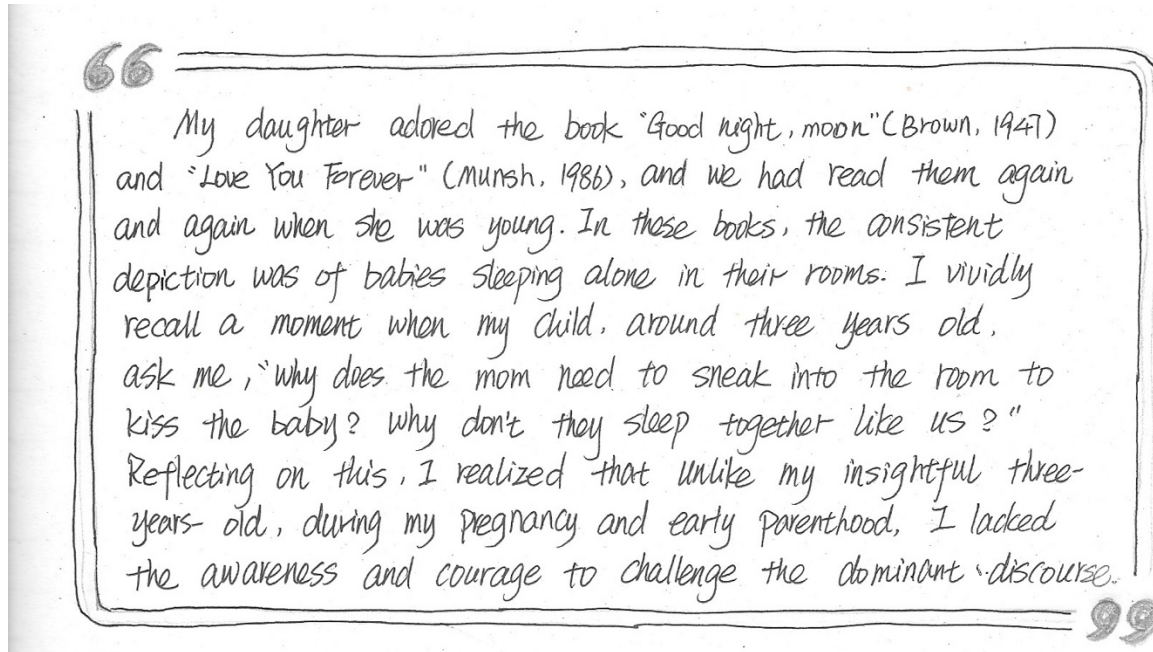 My daughter adored the book "Good night, moon" (Brown, 1947)
and "Love You Forever" (Munsh, 1986), and we had read them again
and again when she was young. In these books, the consistent
depiction was of babies sleeping alone in their rooms. I vividly
recall a moment when my child, around three years old,
ask me, "why does the mom need to sneak into the room to
kiss the baby? why don't they sleep together like us?"
Reflecting on this, I realized that unlike my insightful three-
years-old, during my pregnancy and early parenthood, I lacked
the awareness and courage to challenge the dominant discourse.